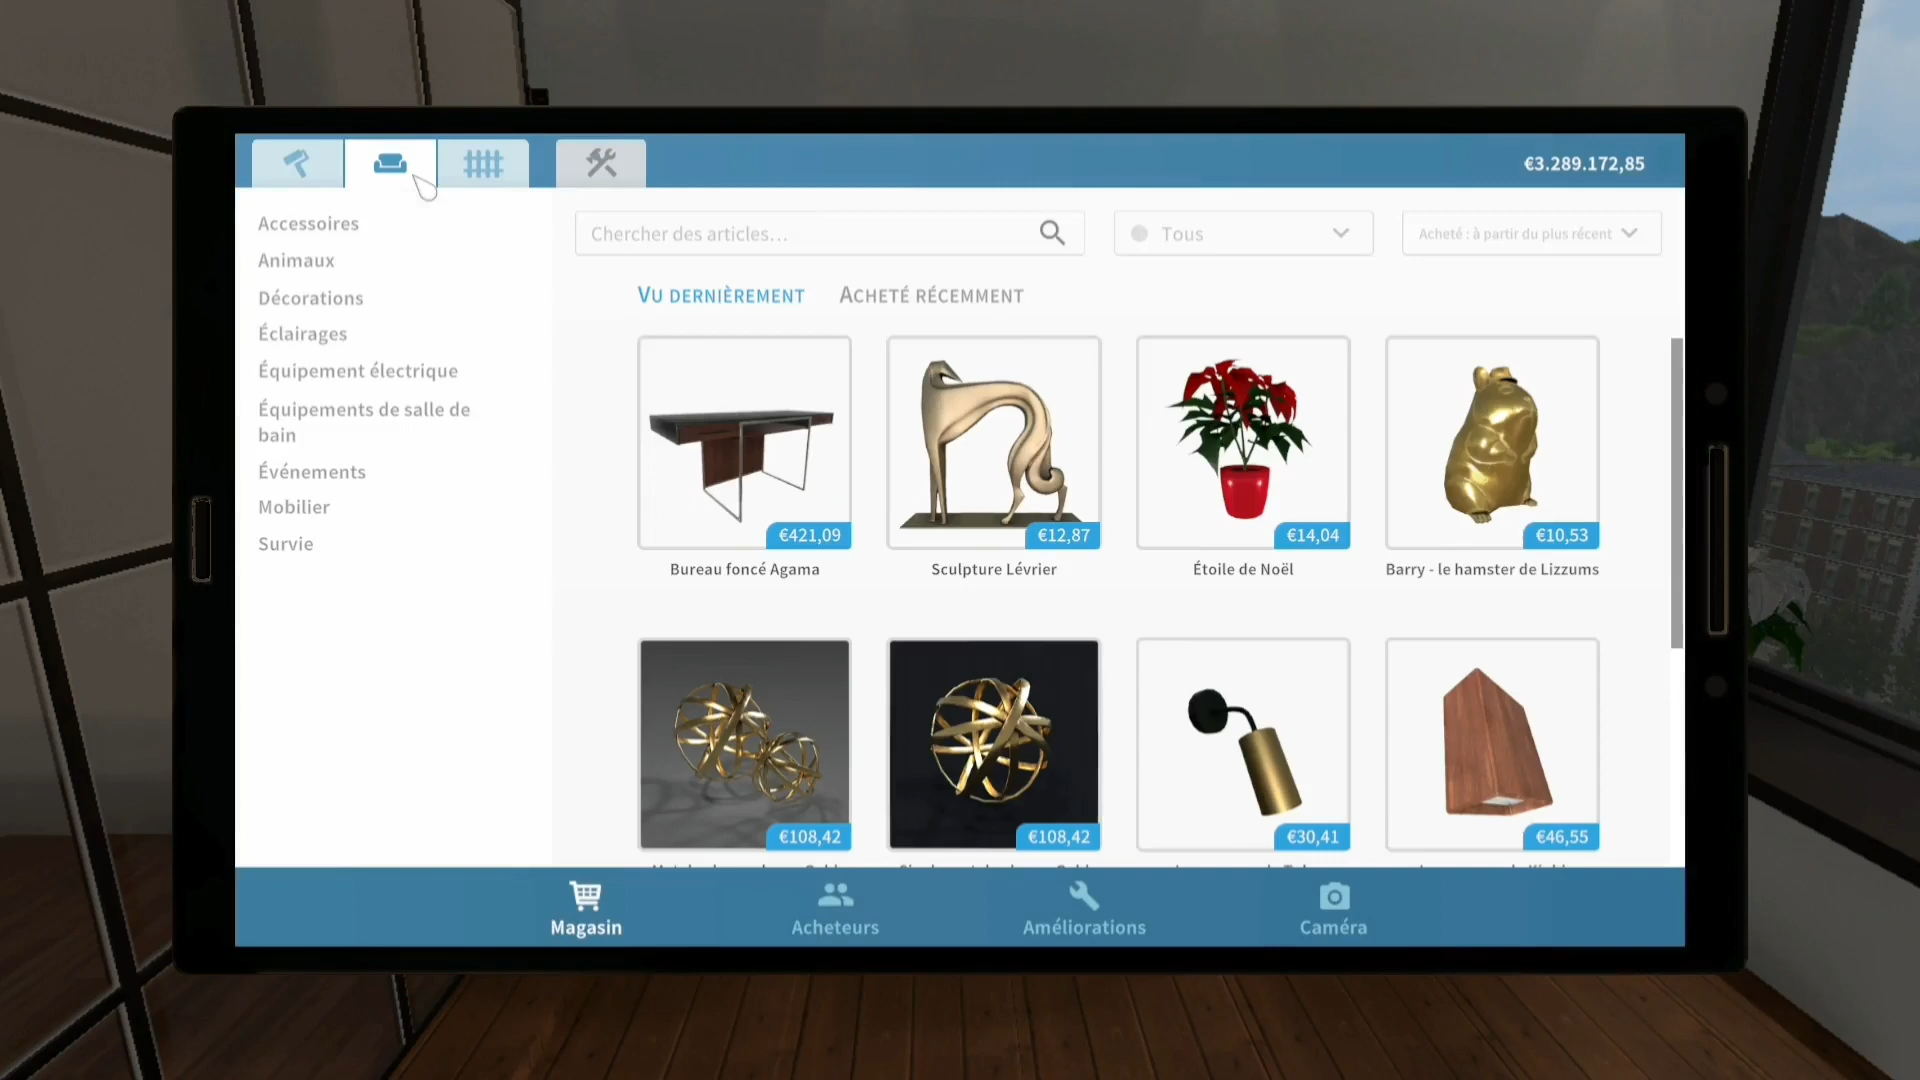 €3.289.172,85
Accessoires
Animaux
Décorations
Éclairages
Équipement électrique
Équipements de salle de
bain
Événements
Mobilier
Survie
Chercher des articles...
Tous
Acheté : à partir du plus récent
VU DERNIÈREMENT
ACHETÉ RÉCEMMENT
€421,09
€12,87
€14,04
€10,53
Bureau foncé Agama
Sculpture Lévrier
Étoile de Noël
Barry - le hamster de Lizzums
€108,42
€108,42
€30,41
€46,55
Magasin
Acheteurs
Améliorations
Caméra